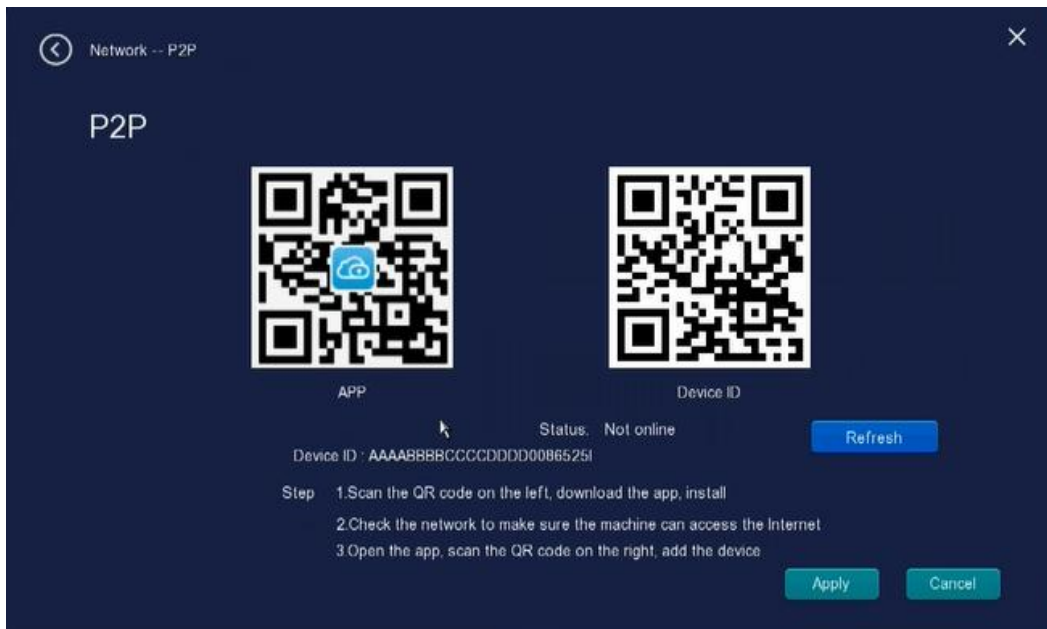 Network -- P2P
P2P
APP
Device ID
Status. Not online
Refresh
Device ID : AAAABBBBCCCCDDDD0086525I
Step 1.Scan the QR code on the left, download the app, install
2.Check the network to make sure the machine can access the Internet
3.Open the app, scan the QR code on the right, add the device
Apply Cancel